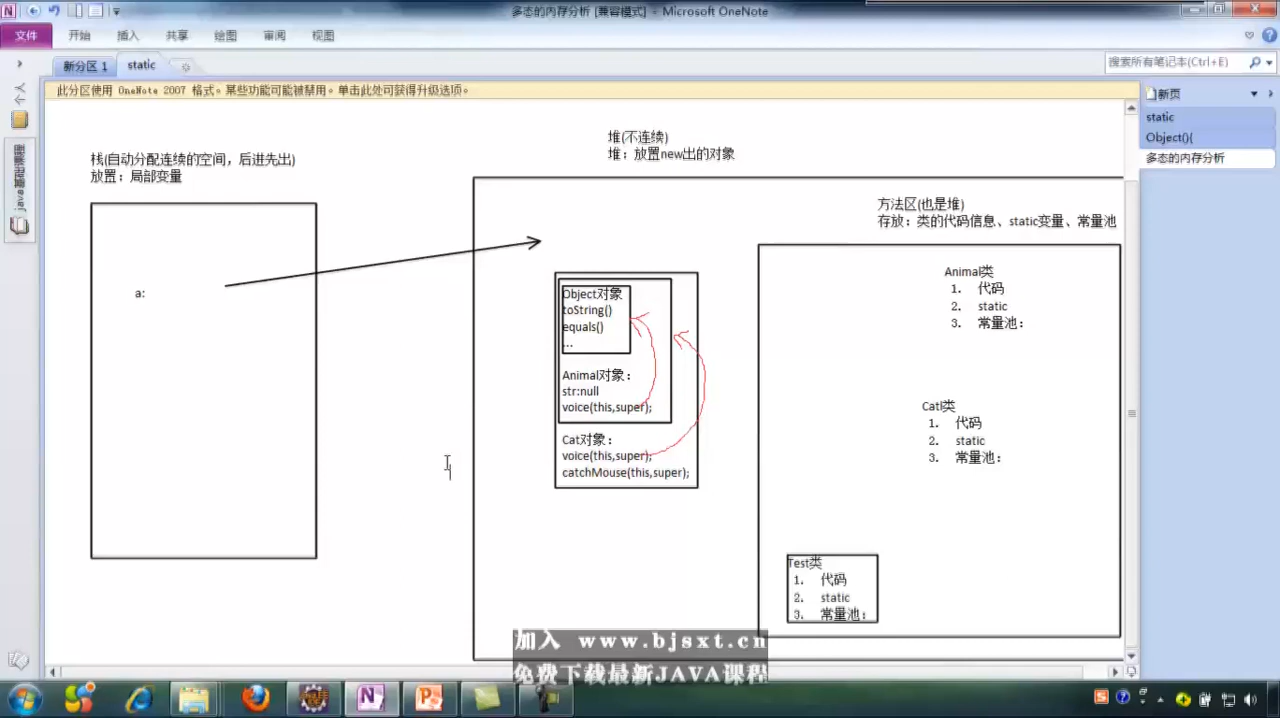 多态的内存分析 [兼容模式] - Microsoft OneNote
文件 开始 插入 共享 绘图 审阅 视图
新分区 1 static
搜索所有笔记本(Ctrl+E)
此分区使用 OneNote 2007 格式。某些功能可能被禁用。单击此处可获得升级选项。
新页
static
Object(){
多态的内存分析
栈(自动分配连续的空间，后进先出)
放置：局部变量
a:
堆(不连续)
堆：放置new出的对象
方法区(也是堆)
存放：类的代码信息、static变量、常量池
Object对象
toString()
equals()
...
Animal对象：
str:null
voice(this,super);
Cat对象：
voice(this,super);
catchMouse(this,super);
Animal类
1. 代码
2. static
3. 常量池：
Catl类
1. 代码
2. static
3. 常量池：
Test类
1. 代码
2. static
3. 常量池：
加入 www.bjsxt.cn
免费下载最新JAVA课程